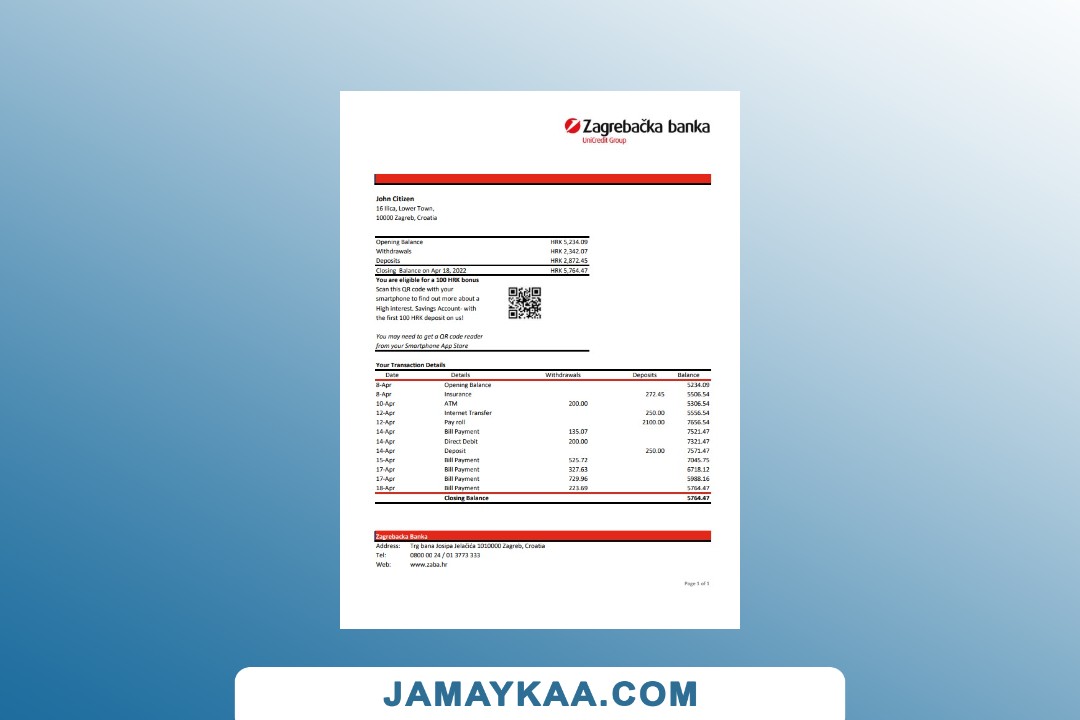 Zagrebačka banka
UniCredit Group
John Citizen
16 Ilica, Lower Town,
10000 Zagreb, Croatia
Opening Balance HRK 5,234.09
Withdrawals HRK 2,342.07
Deposits HRK 2,872.45
Closing Balance on Apr 18, 2022 HRK 5,764.47
You are eligible for a 100 HRK bonus
Scan this QR code with your
smartphone to find out more about a
High Interest. Savings Account- with
the first 100 HRK deposit on us!
You may need to get a QR code reader
from your Smartphone App Store
Your Transaction Details
Date Details Withdrawals Deposits Balance
8-Apr Opening Balance 5234.09
8-Apr Insurance 272.45 5506.54
10-Apr ATM 200.00 5306.54
12-Apr Internet Transfer 250.00 5556.54
12-Apr Pay roll 2100.00 7656.54
14-Apr Bill Payment 135.07 7521.47
14-Apr Direct Debit 200.00 7321.47
14-Apr Deposit 250.00 7571.47
15-Apr Bill Payment 525.72 7045.75
17-Apr Bill Payment 327.63 6718.12
17-Apr Bill Payment 729.96 5988.16
18-Apr Bill Payment 223.69 5764.47
Closing Balance 5764.47
Zagrebacka Banka
Address: Trg bana Josipa Jelačića 1010000 Zagreb, Croatia
Tel: 0800 00 24 / 01 3773 333
Web: www.zaba.hr
Page 1 of 1
JAMAYKAA.COM